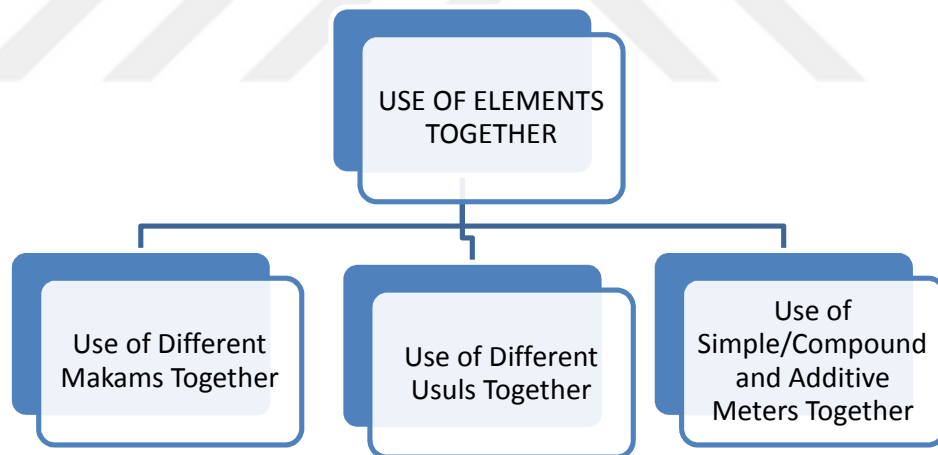 USE OF ELEMENTS
TOGETHER
Use of Different
Makams Together
Use of Different
Usuls Together
Use of
Simple/Compound
and Additive
Meters Together